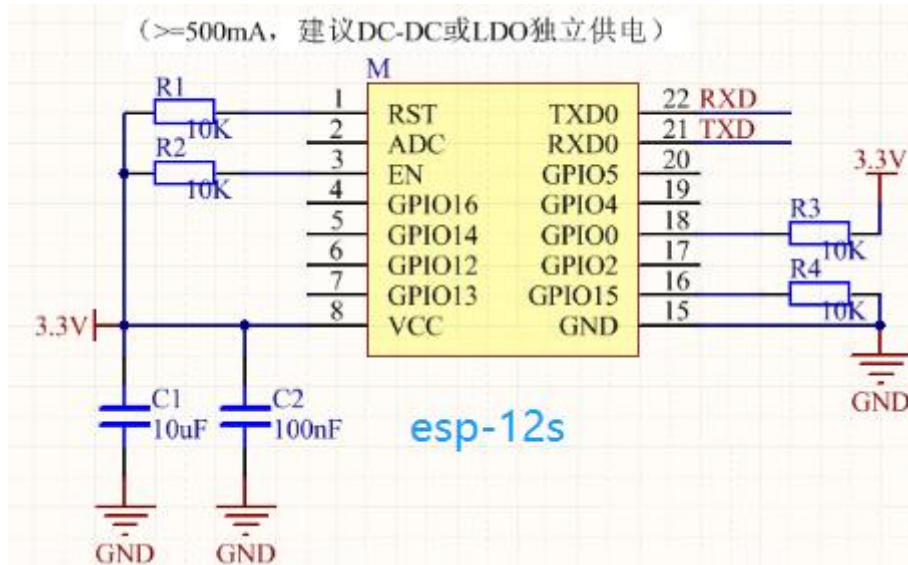 （>=500mA，建议DC-DC或LDO独立供电）
M
R1
10K
1
RST
TXD0
22
RXD
2
ADC
RXD0
21
TXD
R2
10K
3
EN
GPIO5
20
3.3V
4
GPIO16
GPIO4
19
5
GPIO14
GPIO0
18
R3
10K
6
GPIO12
GPIO2
17
7
GPIO13
GPIO15
16
R4
10K
3.3V
8
VCC
GND
15
GND
C1
10uF
C2
100nF
esp-12s
GND
GND